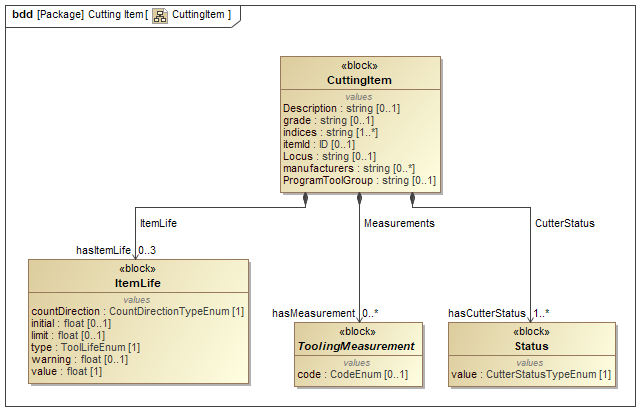 bdd [Package] Cutting Item [ CuttingItem ]
«block»
CuttingItem
values
Description : string [0..1]
grade : string [0..1]
indices : string [1..*]
itemId : ID [0..1]
Locus : string [0..1]
manufacturers : string [0..*]
ProgramToolGroup : string [0..1]
ItemLife
Measurements
CutterStatus
hasItemLife 0..3
«block»
ItemLife
values
countDirection : CountDirectionTypeEnum [1]
initial : float [0..1]
limit : float [0..1]
type : ToolLifeEnum [1]
warning : float [0..1]
value : float [1]
hasMeasurement 0..*
«block»
ToolingMeasurement
values
code : CodeEnum [0..1]
hasCutterStatus 1..*
«block»
Status
values
value : CutterStatusTypeEnum [1]